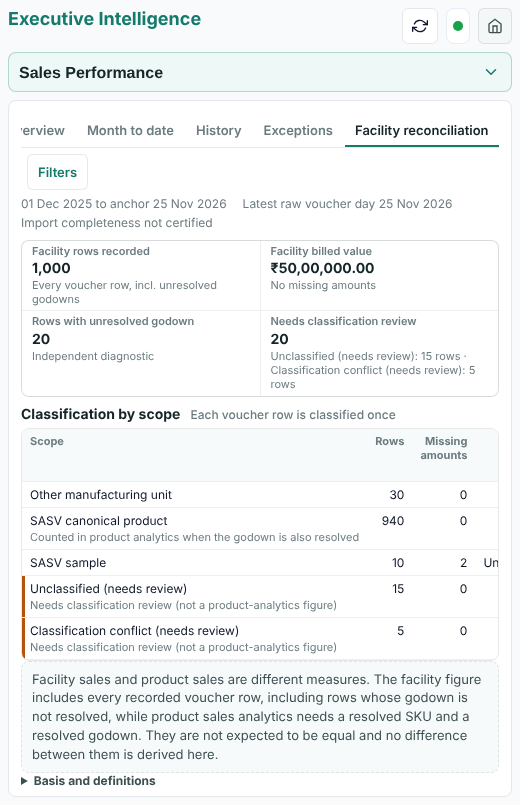 Executive Intelligence
Sales Performance
erview Month to date History Exceptions Facility reconciliation
Filters
01 Dec 2025 to anchor 25 Nov 2026 Latest raw voucher day 25 Nov 2026
Import completeness not certified
Facility rows recorded
1,000
Every voucher row, incl. unresolved
godowns
Facility billed value
₹50,00,000.00
No missing amounts
Rows with unresolved godown
20
Independent diagnostic
Needs classification review
20
Unclassified (needs review): 15 rows ·
Classification conflict (needs review): 5
rows
Classification by scope Each voucher row is classified once
Scope Rows Missing
amounts
Other manufacturing unit 30 0
SASV canonical product 940 0
Counted in product analytics when the godown is also resolved
SASV sample 10 2 Un
Unclassified (needs review) 15 0
Needs classification review (not a product-analytics figure)
Classification conflict (needs review) 5 0
Needs classification review (not a product-analytics figure)
Facility sales and product sales are different measures. The facility figure
includes every recorded voucher row, including rows whose godown is
not resolved, while product sales analytics needs a resolved SKU and a
resolved godown. They are not expected to be equal and no difference
between them is derived here.
Basis and definitions